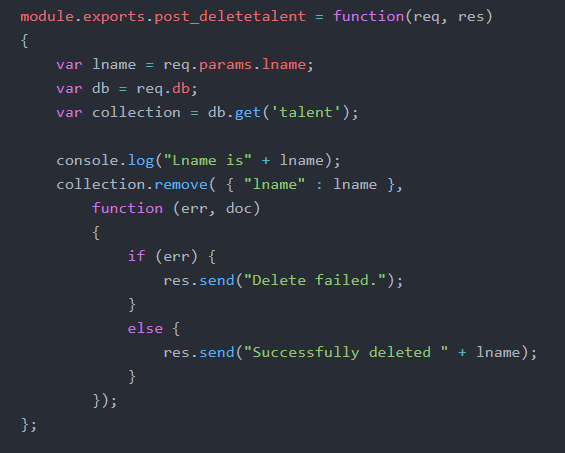 module.exports.post_deletetalent = function(req, res)
{
    var lname = req.params.lname;
    var db = req.db;
    var collection = db.get('talent');

    console.log("Lname is" + lname);
    collection.remove( { "lname" : lname },
        function (err, doc)
        {
            if (err) {
                res.send("Delete failed.");
            }
            else {
                res.send("Successfully deleted " + lname);
            }
        });
};